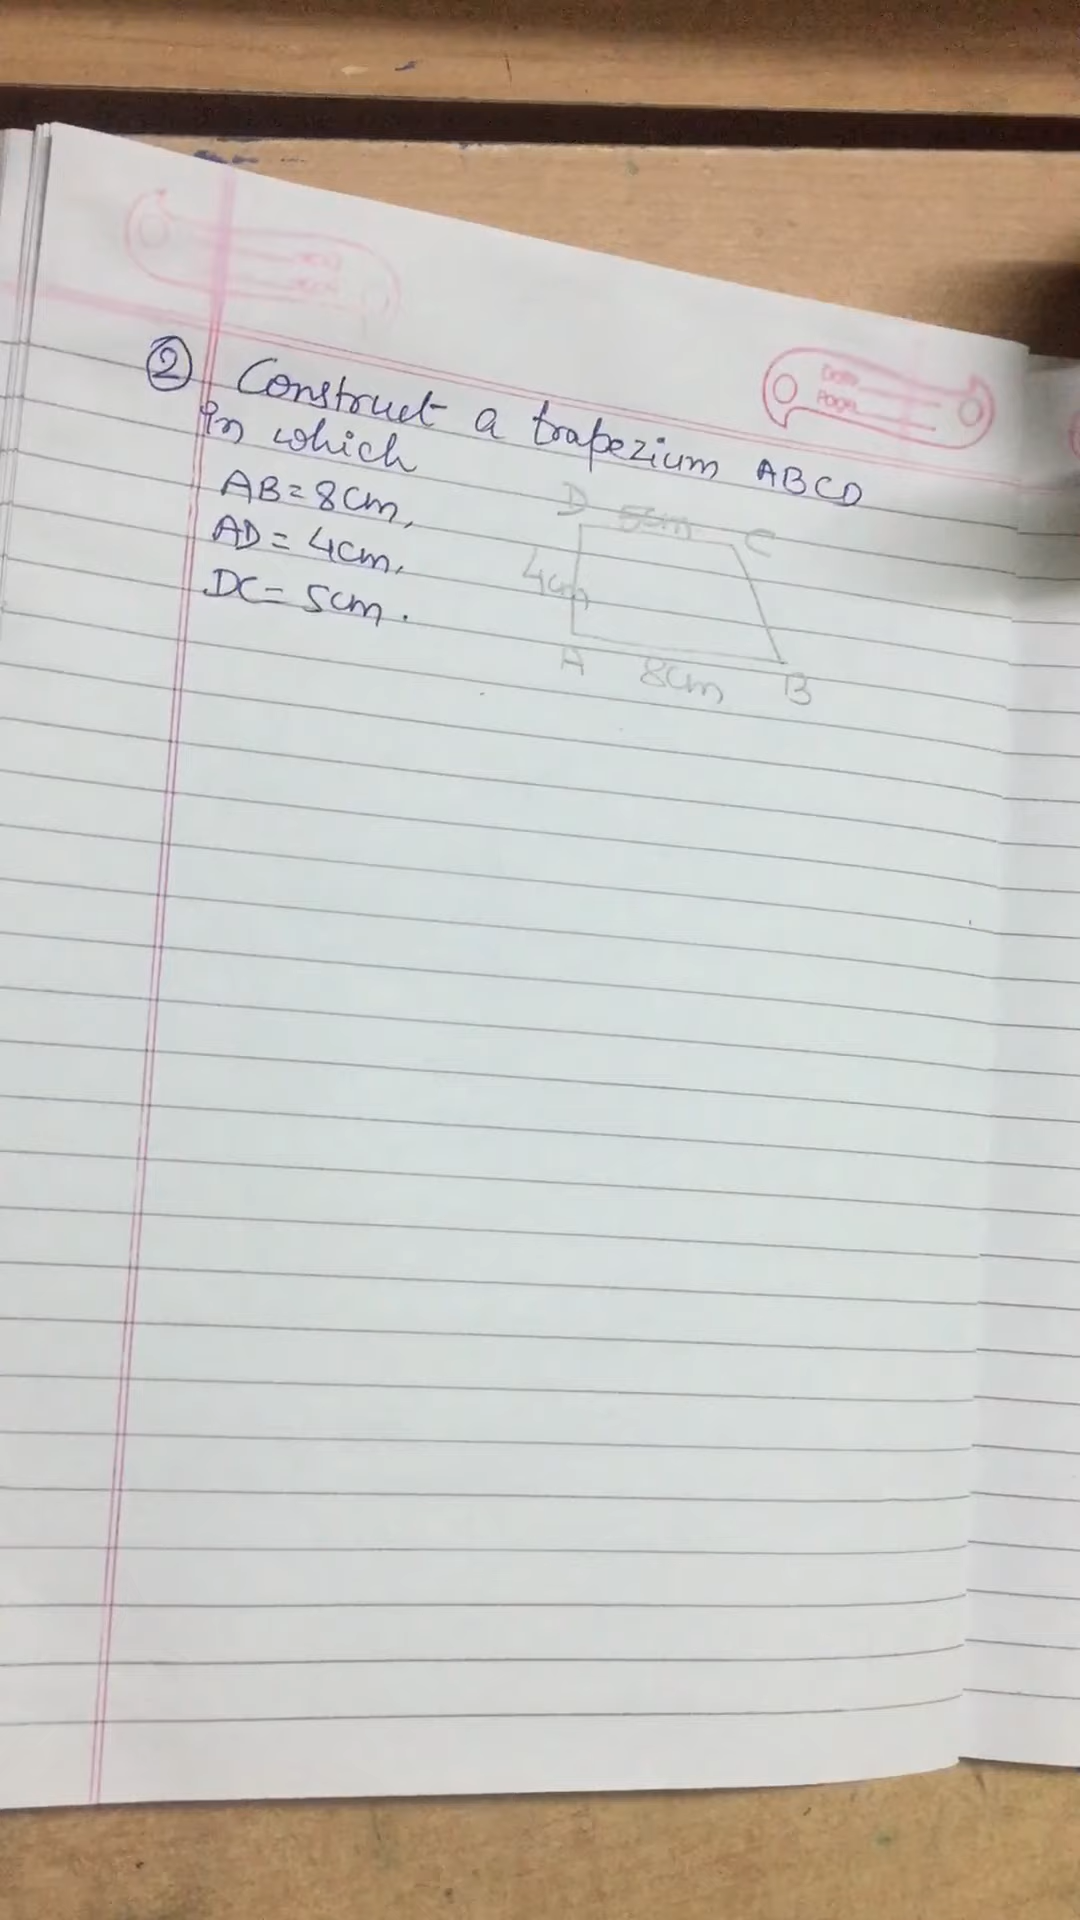 ② Construct a trapezium ABCD
in which
AB = 8cm,
AD = 4cm,
DC = 5cm.
D 5cm C
4cm
A 8cm B
Date
Page